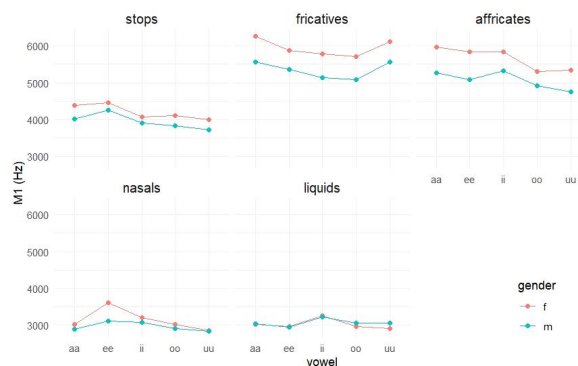 stops fricatives affricates
6000
5000
4000
3000
aa ee ii oo uu
M1 (Hz)
nasals liquids
6000
5000
4000
3000
aa ee ii oo uu aa ee ii oo uu
vowel
gender
f
m